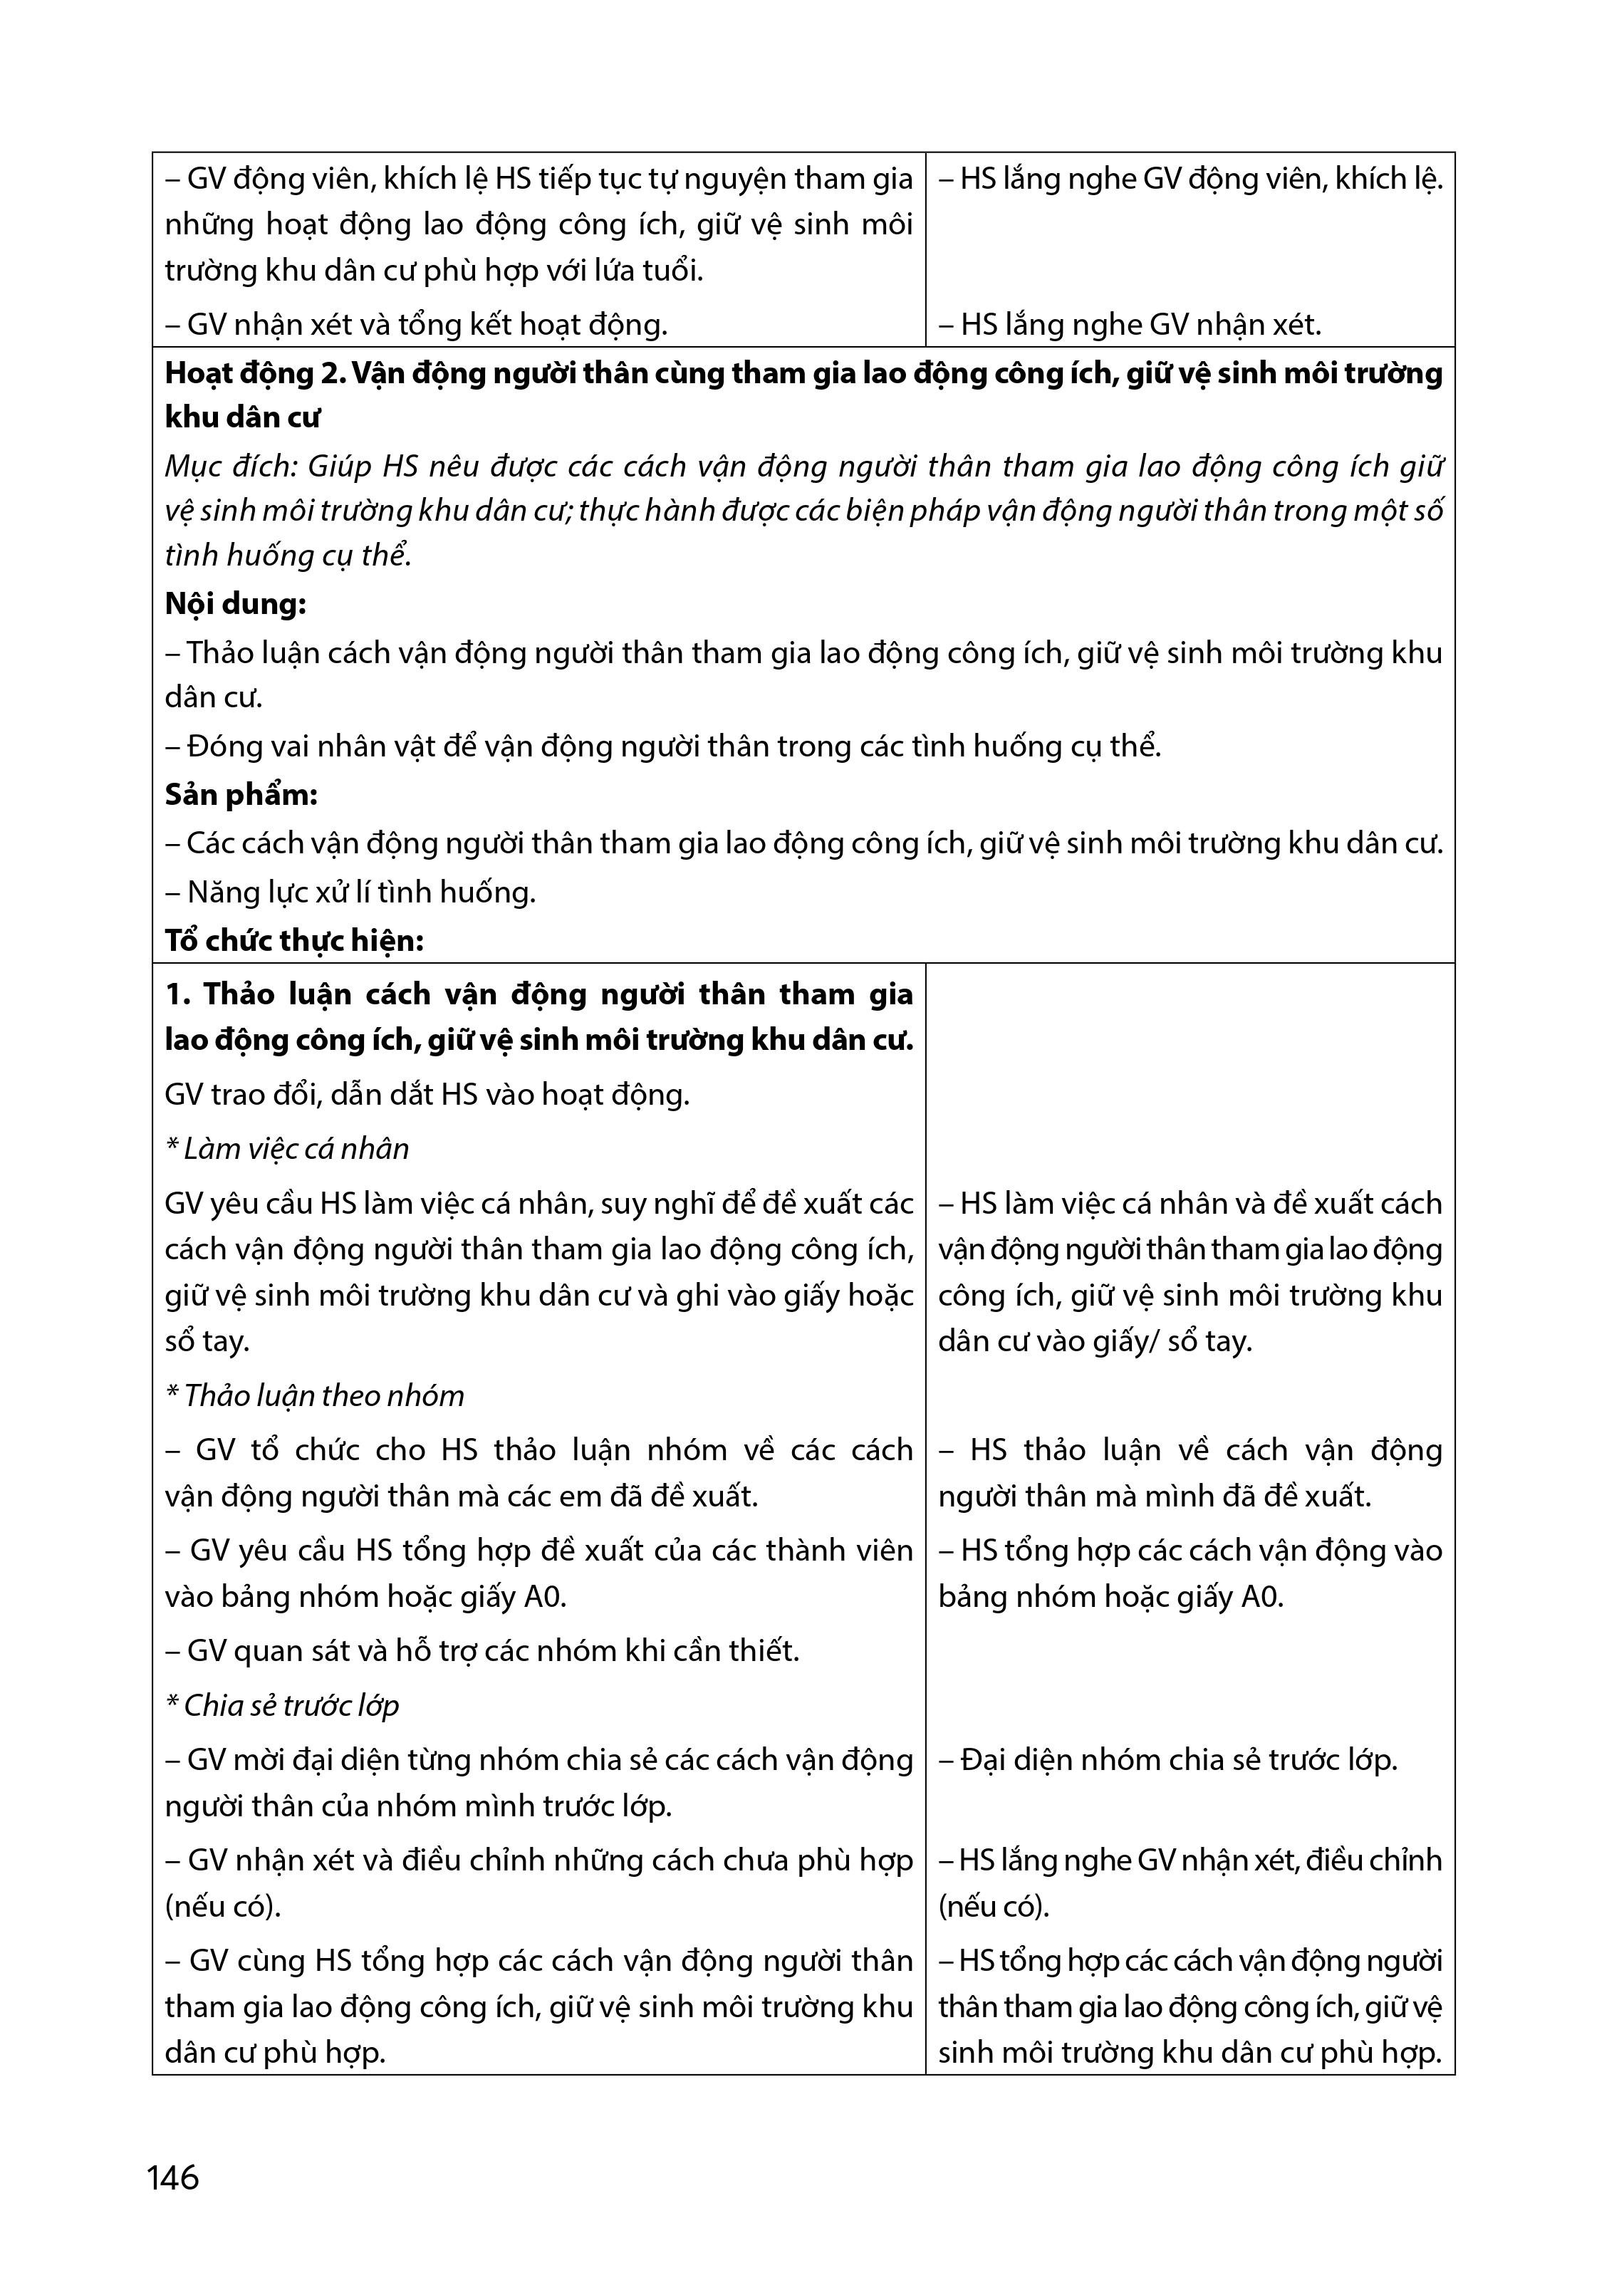 – GV động viên, khích lệ HS tiếp tục tự nguyện tham gia
những hoạt động lao động công ích, giữ vệ sinh môi
trường khu dân cư phù hợp với lứa tuổi.
– GV nhận xét và tổng kết hoạt động.
– HS lắng nghe GV động viên, khích lệ.
– HS lắng nghe GV nhận xét.
Hoạt động 2. Vận động người thân cùng tham gia lao động công ích, giữ vệ sinh môi trường
khu dân cư
Mục đích: Giúp HS nêu được các cách vận động người thân tham gia lao động công ích giữ
vệ sinh môi trường khu dân cư; thực hành được các biện pháp vận động người thân trong một số
tình huống cụ thể.
Nội dung:
– Thảo luận cách vận động người thân tham gia lao động công ích, giữ vệ sinh môi trường khu
dân cư.
– Đóng vai nhân vật để vận động người thân trong các tình huống cụ thể.
Sản phẩm:
– Các cách vận động người thân tham gia lao động công ích, giữ vệ sinh môi trường khu dân cư.
– Năng lực xử lí tình huống.
Tổ chức thực hiện:
1. Thảo luận cách vận động người thân tham gia
lao động công ích, giữ vệ sinh môi trường khu dân cư.
GV trao đổi, dẫn dắt HS vào hoạt động.
* Làm việc cá nhân
GV yêu cầu HS làm việc cá nhân, suy nghĩ để đề xuất các
cách vận động người thân tham gia lao động công ích,
giữ vệ sinh môi trường khu dân cư và ghi vào giấy hoặc
sổ tay.
* Thảo luận theo nhóm
– GV tổ chức cho HS thảo luận nhóm về các cách
vận động người thân mà các em đã đề xuất.
– GV yêu cầu HS tổng hợp đề xuất của các thành viên
vào bảng nhóm hoặc giấy A0.
– GV quan sát và hỗ trợ các nhóm khi cần thiết.
* Chia sẻ trước lớp
– GV mời đại diện từng nhóm chia sẻ các cách vận động
người thân của nhóm mình trước lớp.
– GV nhận xét và điều chỉnh những cách chưa phù hợp
(nếu có).
– GV cùng HS tổng hợp các cách vận động người thân
tham gia lao động công ích, giữ vệ sinh môi trường khu
dân cư phù hợp.
– HS làm việc cá nhân và đề xuất cách
vận động người thân tham gia lao động
công ích, giữ vệ sinh môi trường khu
dân cư vào giấy/ sổ tay.
– HS thảo luận về cách vận động
người thân mà mình đã đề xuất.
– HS tổng hợp các cách vận động vào
bảng nhóm hoặc giấy A0.
– Đại diện nhóm chia sẻ trước lớp.
– HS lắng nghe GV nhận xét, điều chỉnh
(nếu có).
– HS tổng hợp các cách vận động người
thân tham gia lao động công ích, giữ vệ
sinh môi trường khu dân cư phù hợp.
146